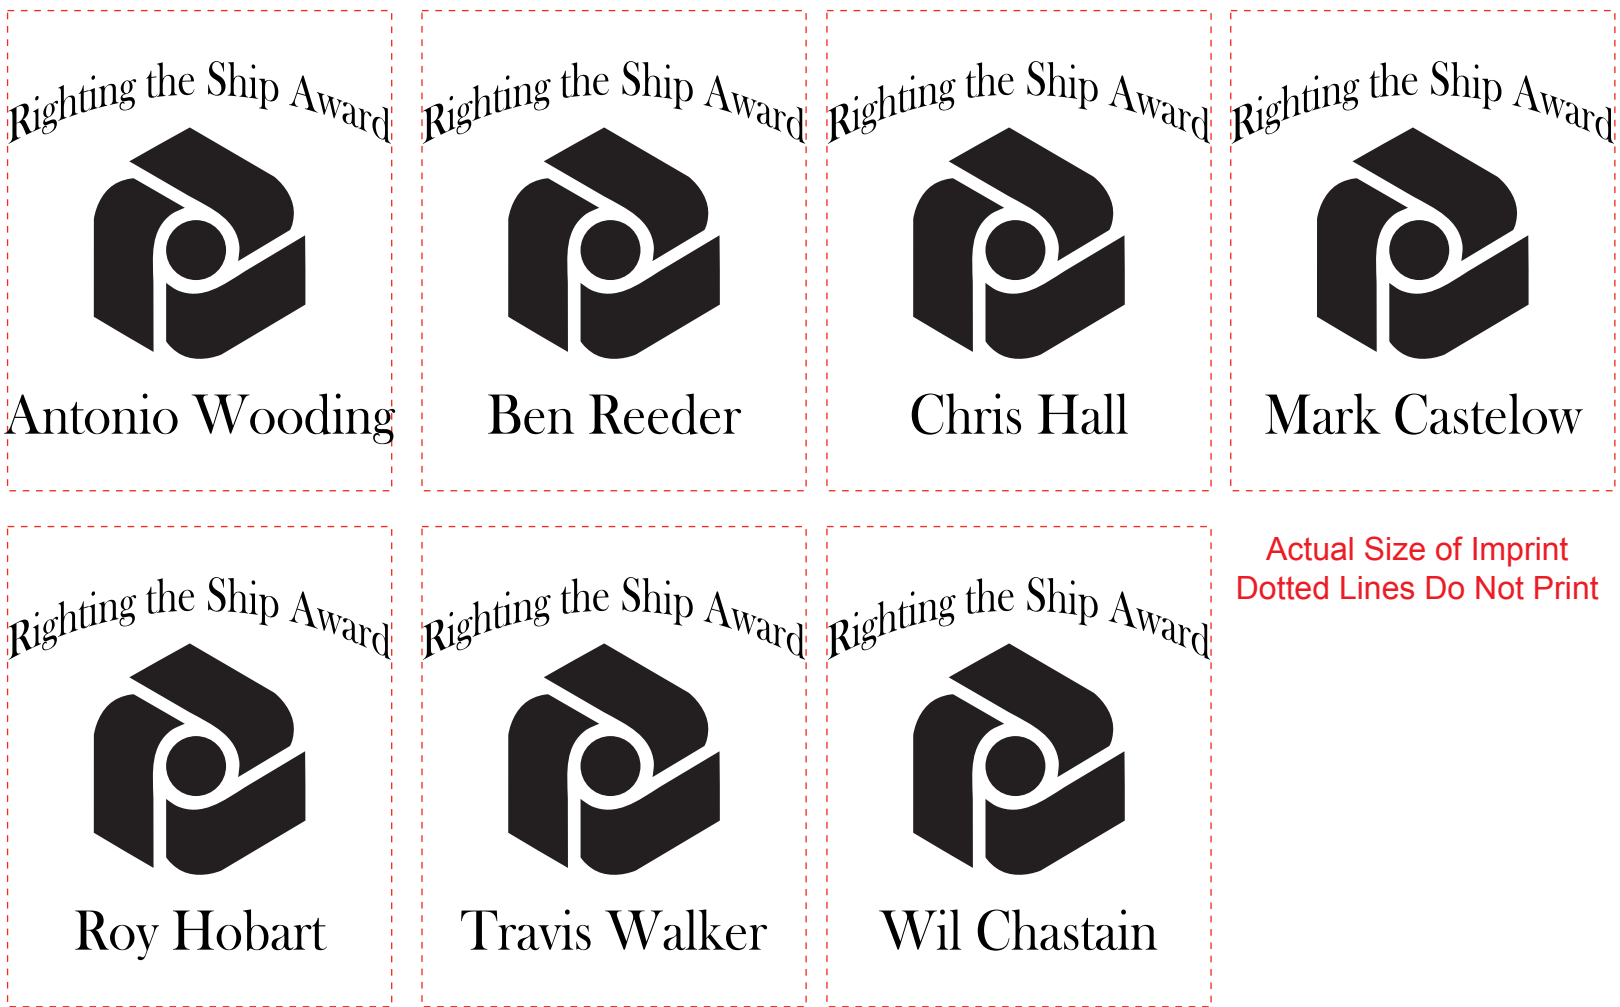 Righting the Ship Award
Antonio Wooding
Righting the Ship Award
Ben Reeder
Righting the Ship Award
Chris Hall
Righting the Ship Award
Mark Castelow
Righting the Ship Award
Roy Hobart
Righting the Ship Award
Travis Walker
Righting the Ship Award
Wil Chastain
Actual Size of Imprint
Dotted Lines Do Not Print